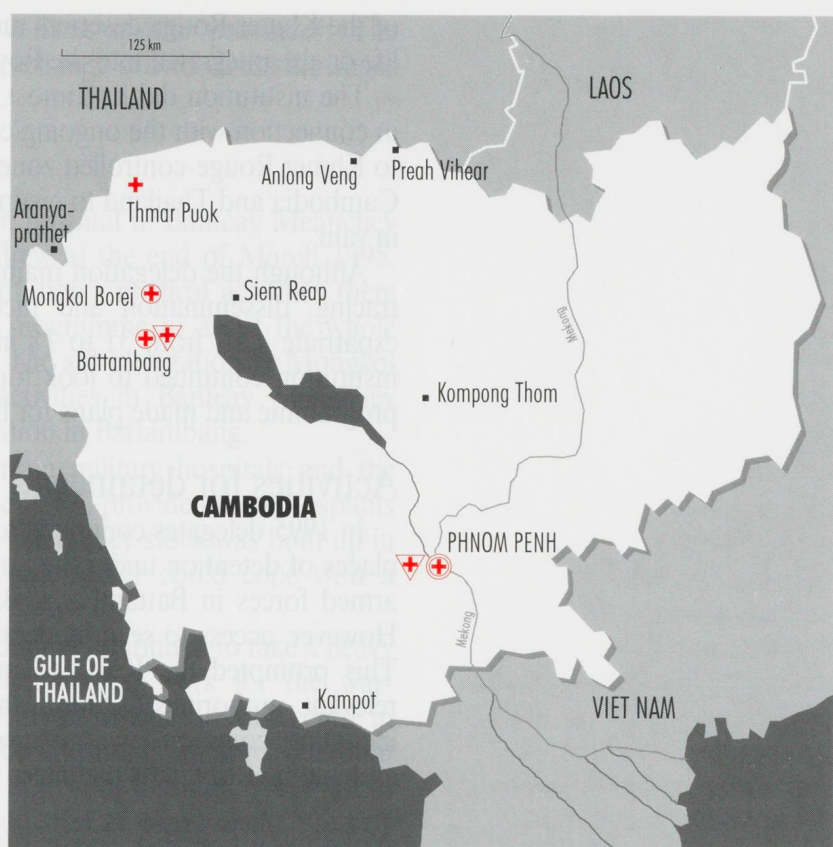 125 km
THAILAND
LAOS
Anlong Veng
Preah Vihear
Thmar Puok
Aranya-
prathet
Mongkol Borei
Siem Reap
Mekong
Battambang
Kompong Thom
CAMBODIA
PHNOM PENH
Mekong
GULF OF
THAILAND
Kampot
VIET NAM